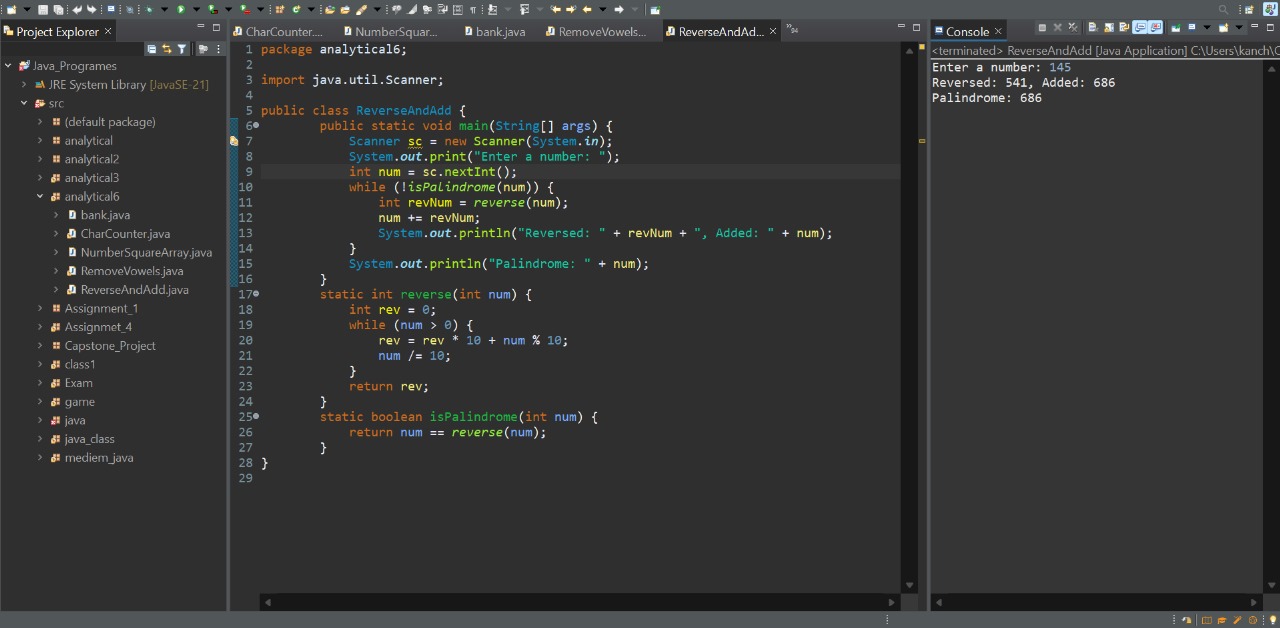 Project Explorer
Java_Programes
JRE System Library [JavaSE-21]
src
(default package)
analytical
analytical2
analytical3
analytical6
bank.java
CharCounter.java
NumberSquareArray.java
RemoveVowels.java
ReverseAndAdd.java
Assignment_1
Assignmet_4
Capstone_Project
class1
Exam
game
java
java_class
mediem_java
CharCounter....
NumberSquar...
bank.java
RemoveVowels...
ReverseAndAd...
»94
1 package analytical6;
2
3 import java.util.Scanner;
4
5 public class ReverseAndAdd {
6 public static void main(String[] args) {
7 Scanner sc = new Scanner(System.in);
8 System.out.print("Enter a number: ");
9 int num = sc.nextInt();
10 while (!isPalindrome(num)) {
11 int revNum = reverse(num);
12 num += revNum;
13 System.out.println("Reversed: " + revNum + ", Added: " + num);
14 }
15 System.out.println("Palindrome: " + num);
16 }
17 static int reverse(int num) {
18 int rev = 0;
19 while (num > 0) {
20 rev = rev * 10 + num % 10;
21 num /= 10;
22 }
23 return rev;
24 }
25 static boolean isPalindrome(int num) {
26 return num == reverse(num);
27 }
28 }
29
Console
<terminated> ReverseAndAdd [Java Application] C:\Users\kanch\
Enter a number: 145
Reversed: 541, Added: 686
Palindrome: 686